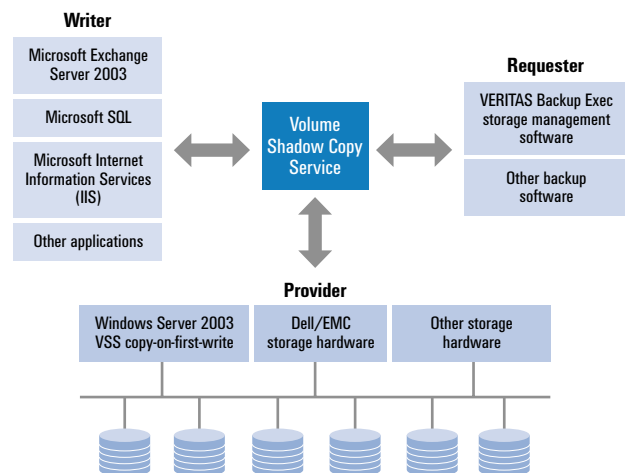 Writer
Microsoft Exchange
Server 2003
Microsoft SQL
Microsoft Internet
Information Services
(IIS)
Other applications
Volume
Shadow Copy
Service
Requester
VERITAS Backup Exec
storage management
software
Other backup
software
Provider
Windows Server 2003
VSS copy-on-first-write
Dell/EMC
storage hardware
Other storage
hardware